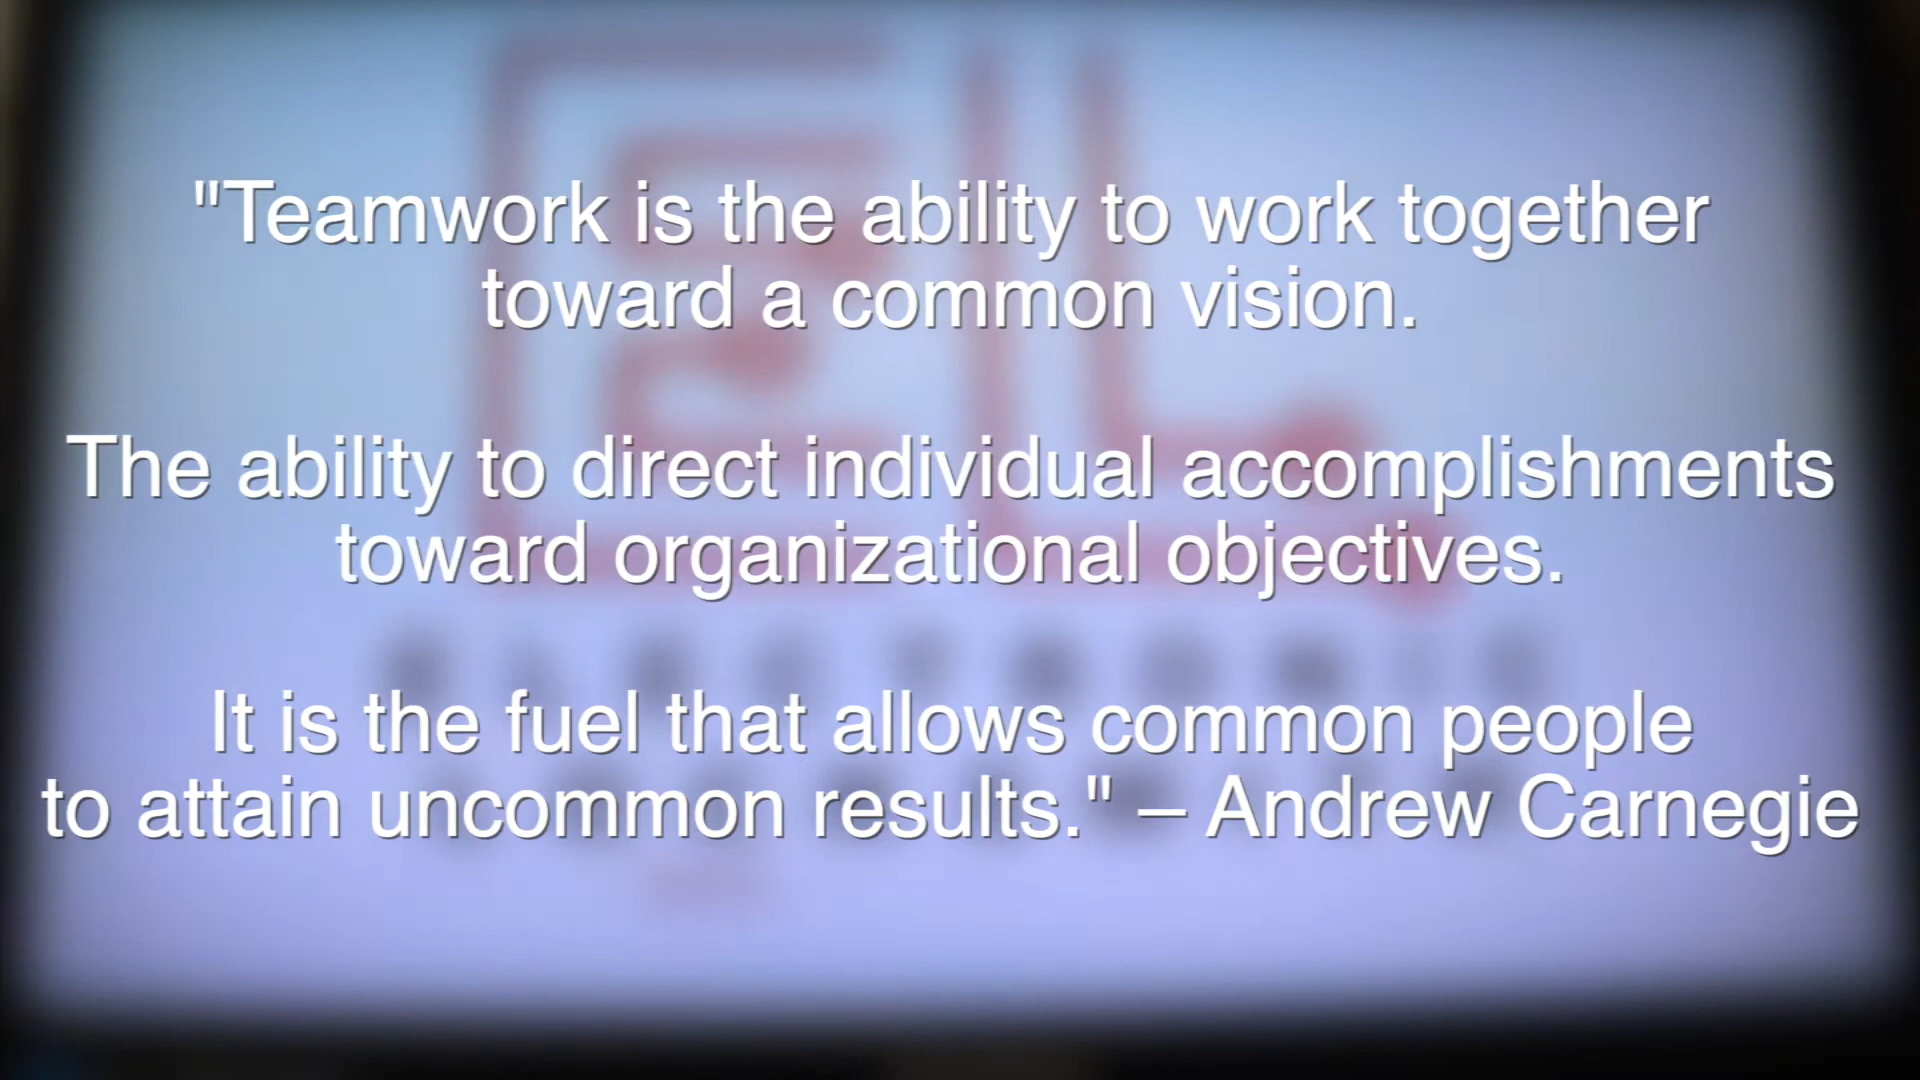 "Teamwork is the ability to work together
toward a common vision.
The ability to direct individual accomplishments
toward organizational objectives.
It is the fuel that allows common people
to attain uncommon results." – Andrew Carnegie